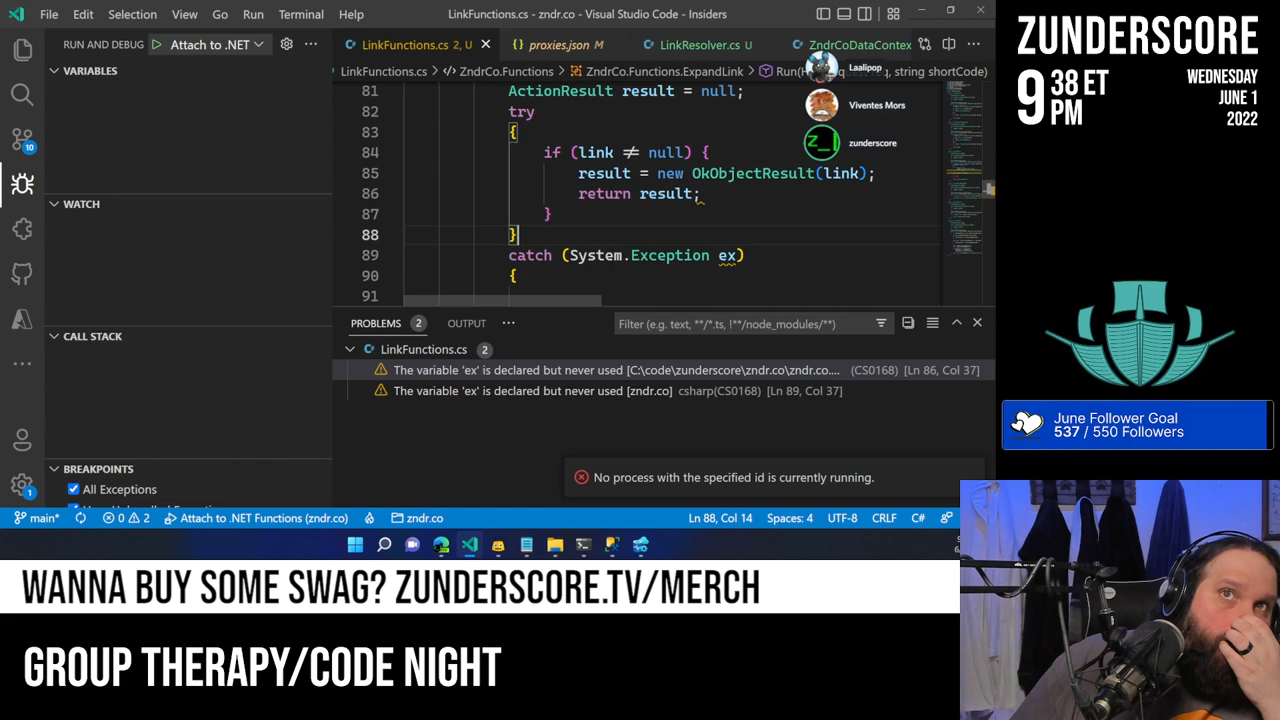 File Edit Selection View Go Run Terminal Help
LinkFunctions.cs - zndr.co - Visual Studio Code - Insiders
RUN AND DEBUG
Attach to .NET
LinkFunctions.cs 2, U
proxies.json M
LinkResolver.cs U
ZndrCoDataContex
LinkFunctions.cs > ZndrCo.Functions > ZndrCo.Functions.ExpandLink > Run(
string shortCode)
VARIABLES
WATCH
CALL STACK
BREAKPOINTS
All Exceptions
10
1
81 ActionResult result = null;
82 try
83 {
84 if (link ≠ null) {
85 result = new OkObjectResult(link);
86 return result;
87 }
88 }
89 catch (System.Exception ex)
90 {
91
Laalipop
Viventes Mors
zunderscore
PROBLEMS 2 OUTPUT
Filter (e.g. text, **/*.ts, !**/node_modules/**)
LinkFunctions.cs 2
The variable 'ex' is declared but never used [C:\code\zunderscore\zndr.co\zndr.co.... (CS0168) [Ln 86, Col 37]
The variable 'ex' is declared but never used [zndr.co] csharp(CS0168) [Ln 89, Col 37]
No process with the specified id is currently running.
main* 0 2 Attach to .NET Functions (zndr.co) zndr.co
Ln 88, Col 14 Spaces: 4 UTF-8 CRLF C#
WANNA BUY SOME SWAG? ZUNDERSCORE.TV/MERCH
GROUP THERAPY/CODE NIGHT
ZUNDERSCORE
9 38 ET
PM
WEDNESDAY
JUNE 1
2022
June Follower Goal
537 / 550 Followers